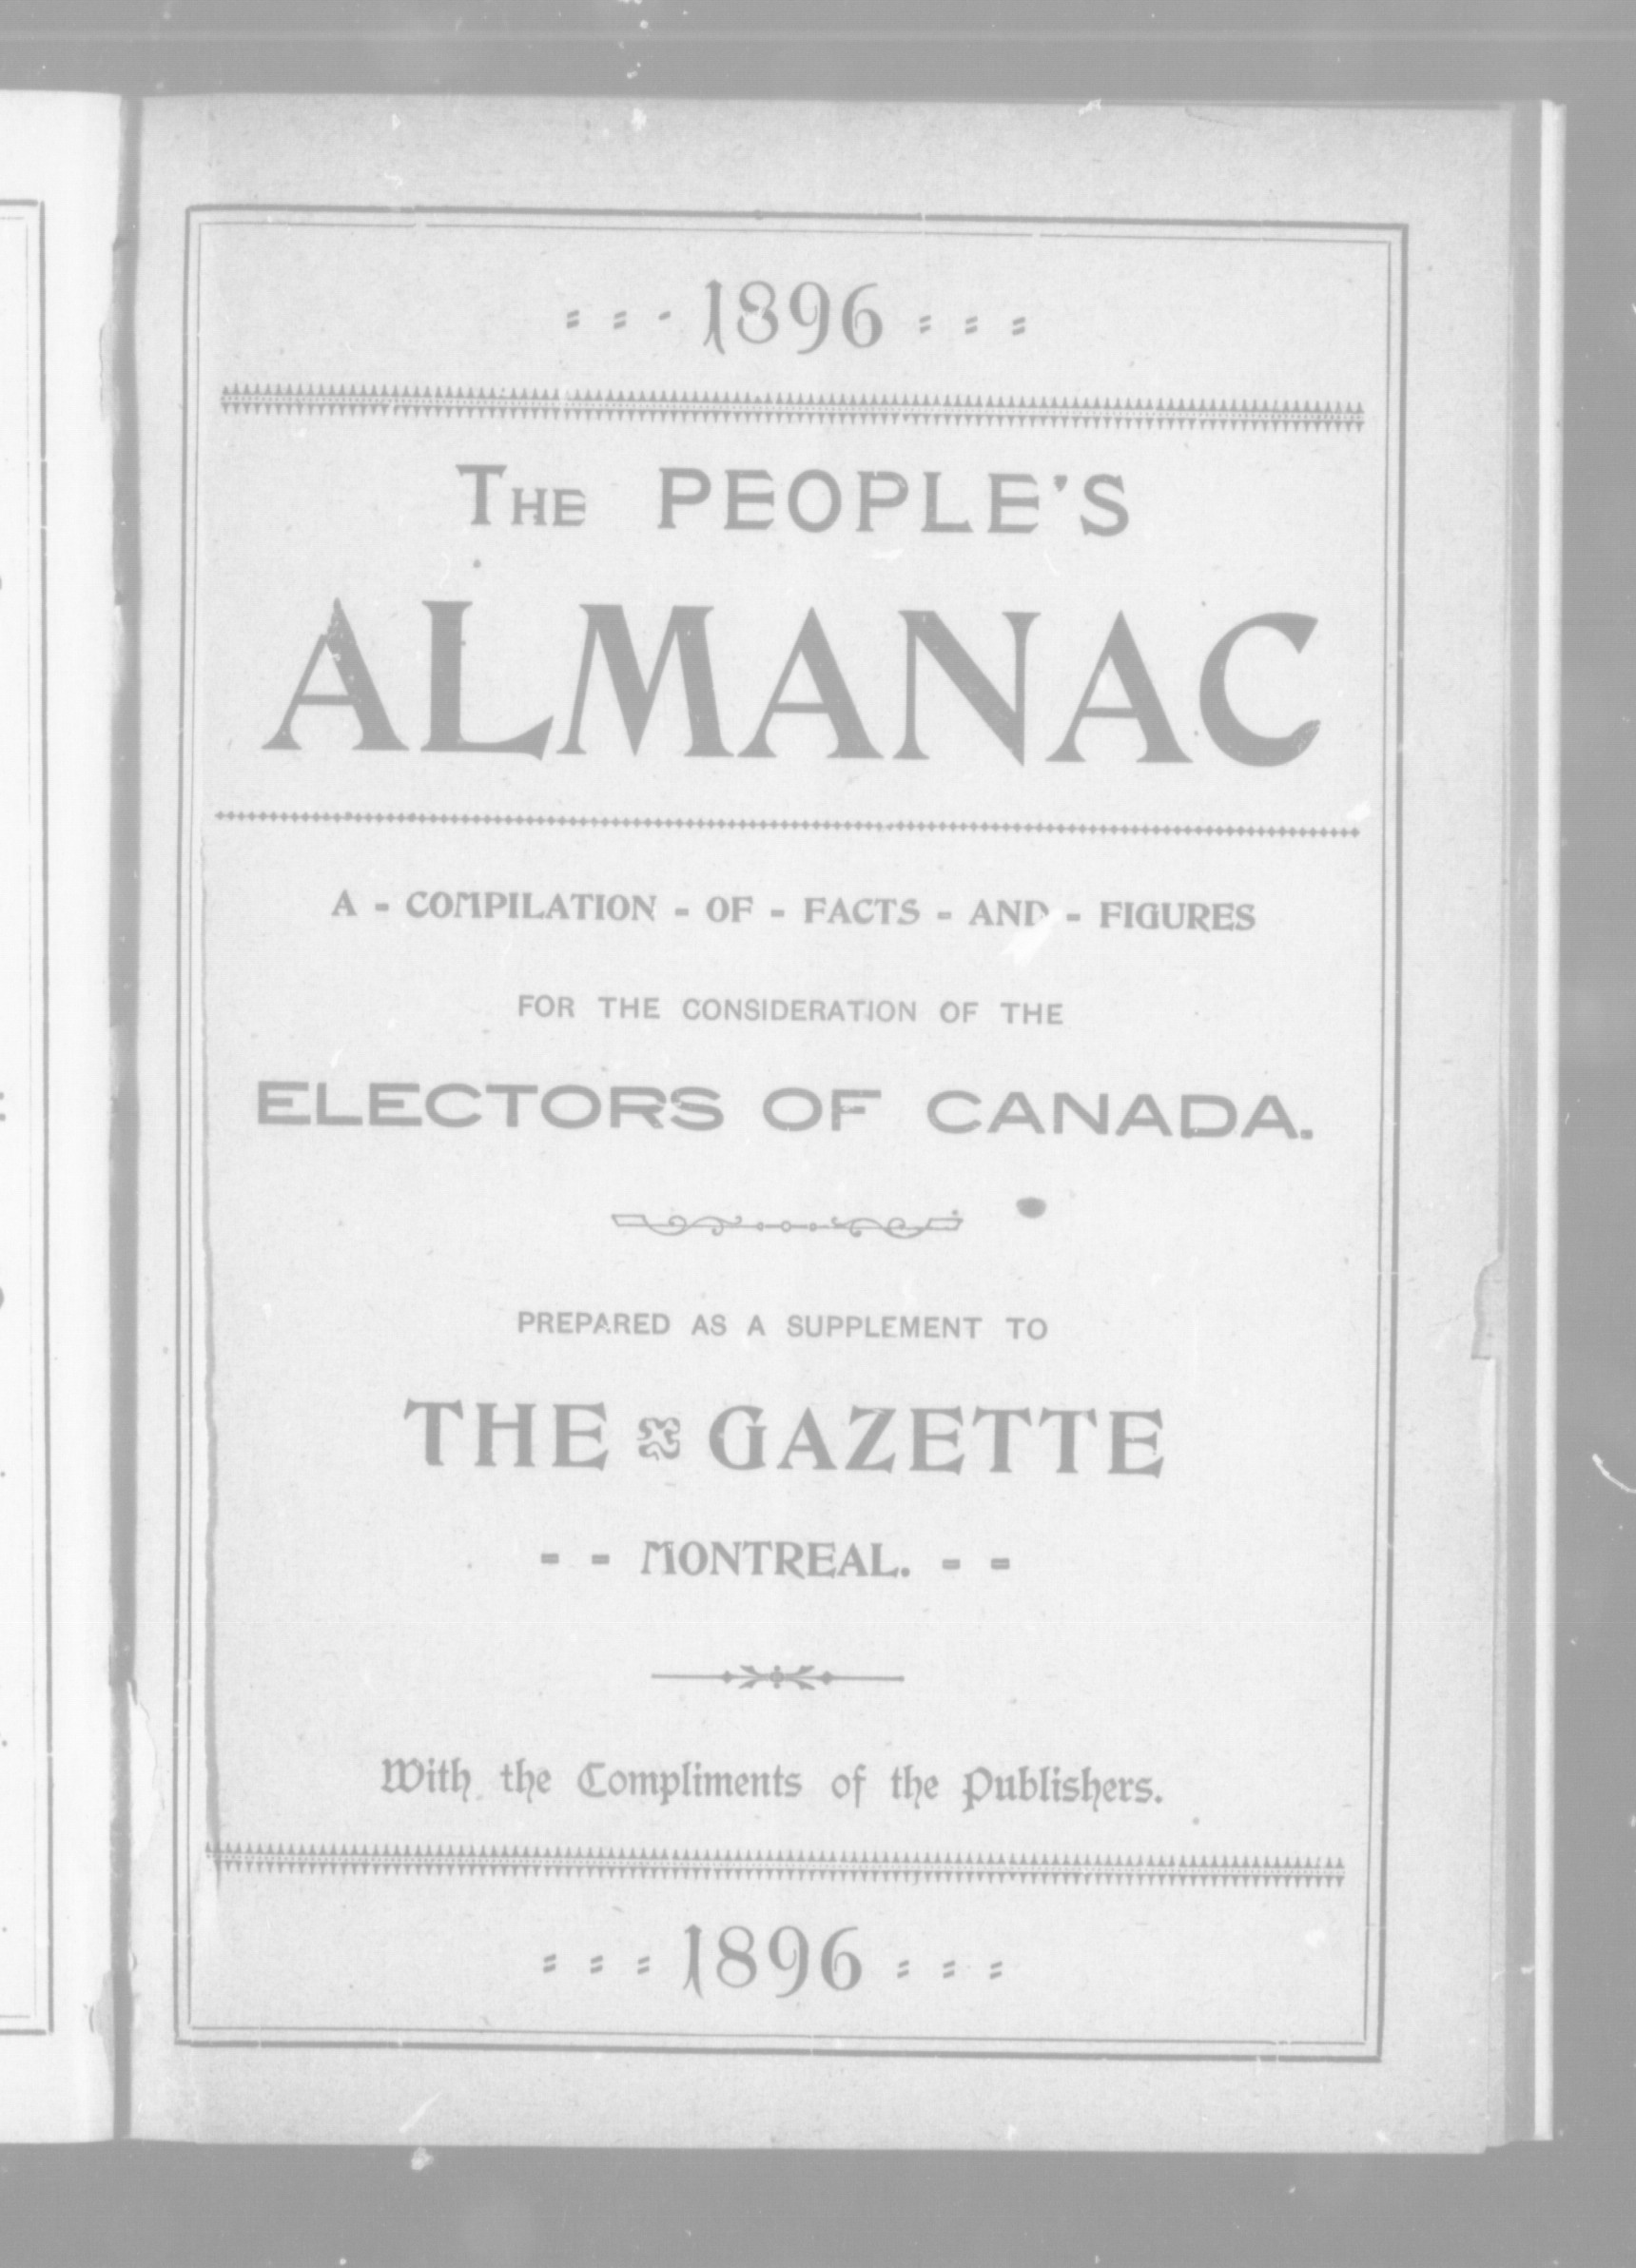 = = - 1896 = = =
THE PEOPLE'S
ALMANAC
A - COMPILATION - OF - FACTS - AND - FIGURES
FOR THE CONSIDERATION OF THE
ELECTORS OF CANADA.
PREPARED AS A SUPPLEMENT TO
THE GAZETTE
- - MONTREAL. - -
With the Compliments of the Publishers.
= = = 1896 = = =